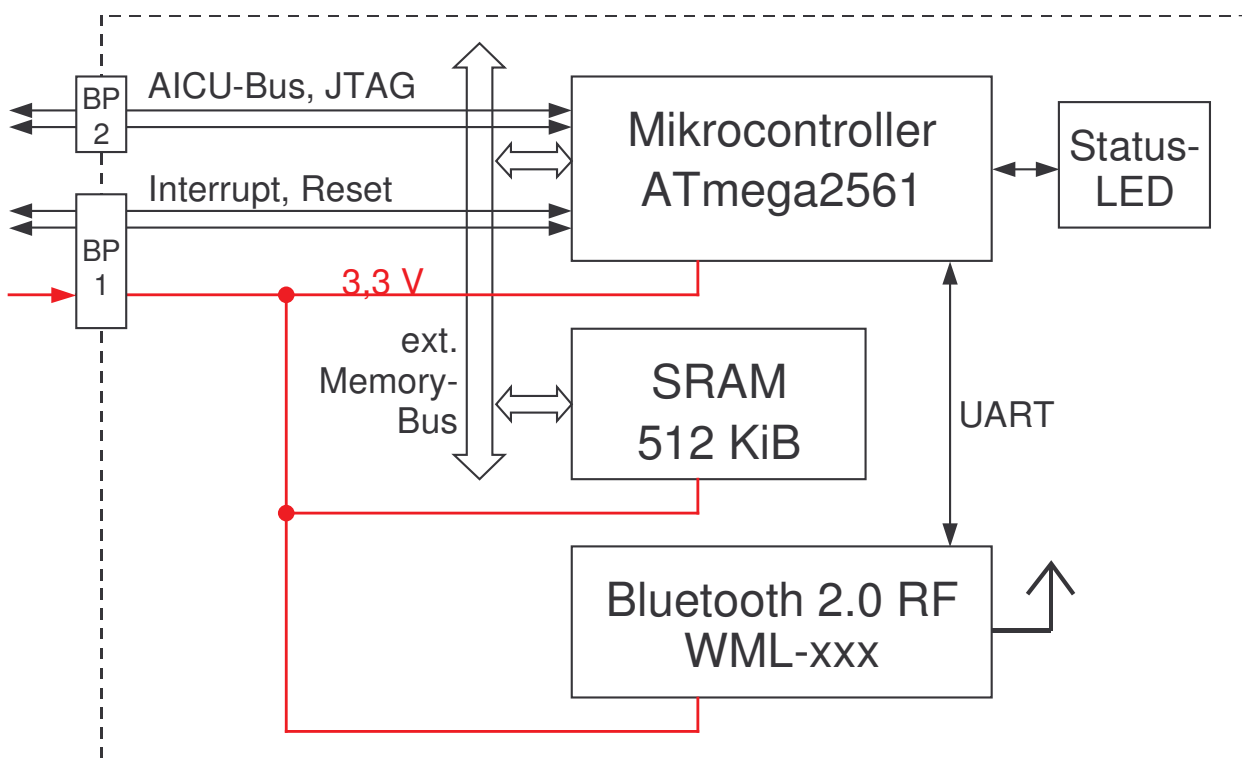 BP
2
AICU-Bus, JTAG
Mikrocontroller
ATmega2561
Status-
LED
Interrupt, Reset
BP
1
3,3 V
ext.
Memory-
Bus
SRAM
512 KiB
UART
Bluetooth 2.0 RF
WML-xxx